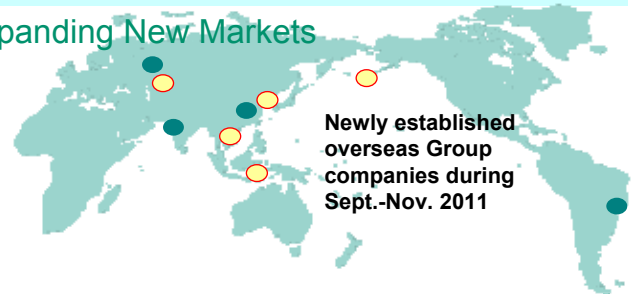 panding New Markets
Newly established
overseas Group
companies during
Sept.-Nov. 2011